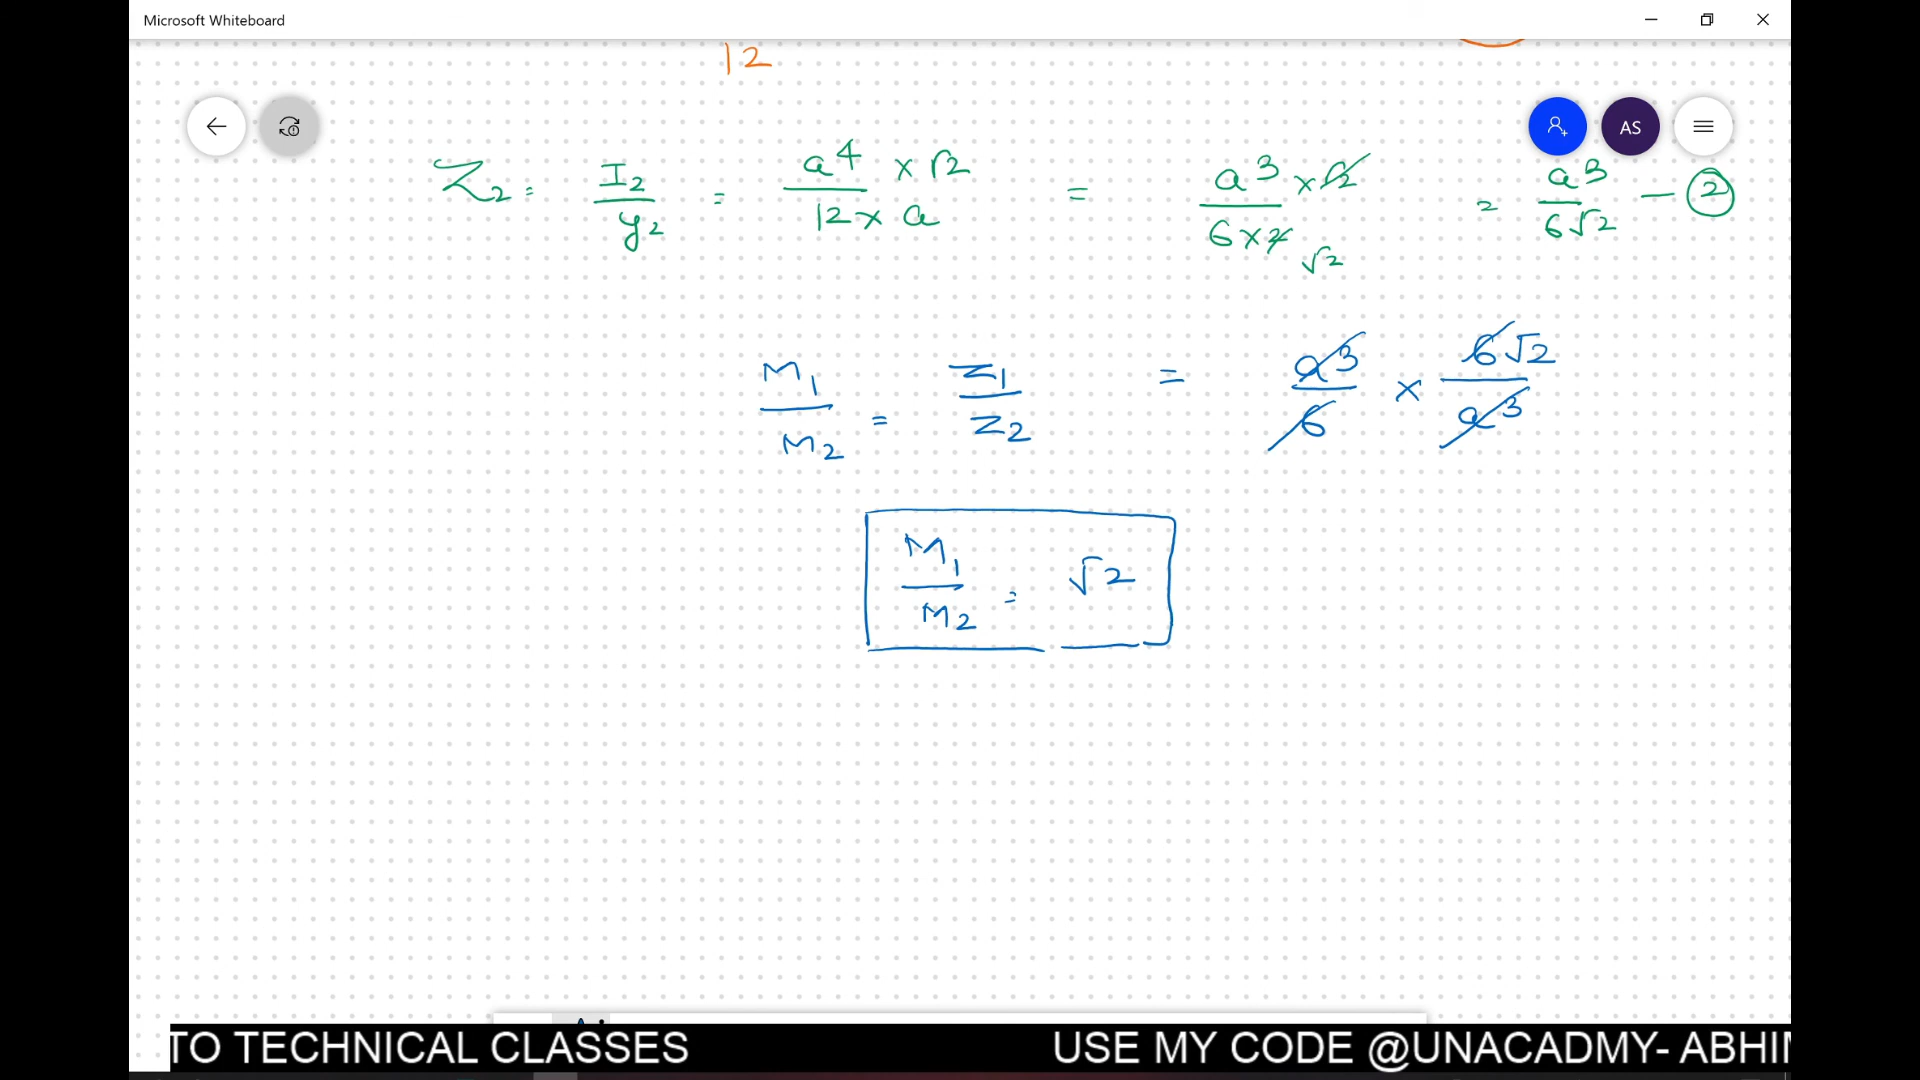 Microsoft Whiteboard
12
AS
Z2 = I2/y2 = a⁴ × √2 / 12 × a = a³ × √2 / 6 × 2 √2 = a³/6√2 — ②
M1/M2 = Z1/Z2 = a³/6 × 6√2/a³
M1/M2 = √2
TO TECHNICAL CLASSES USE MY CODE @UNACADMY- ABHI